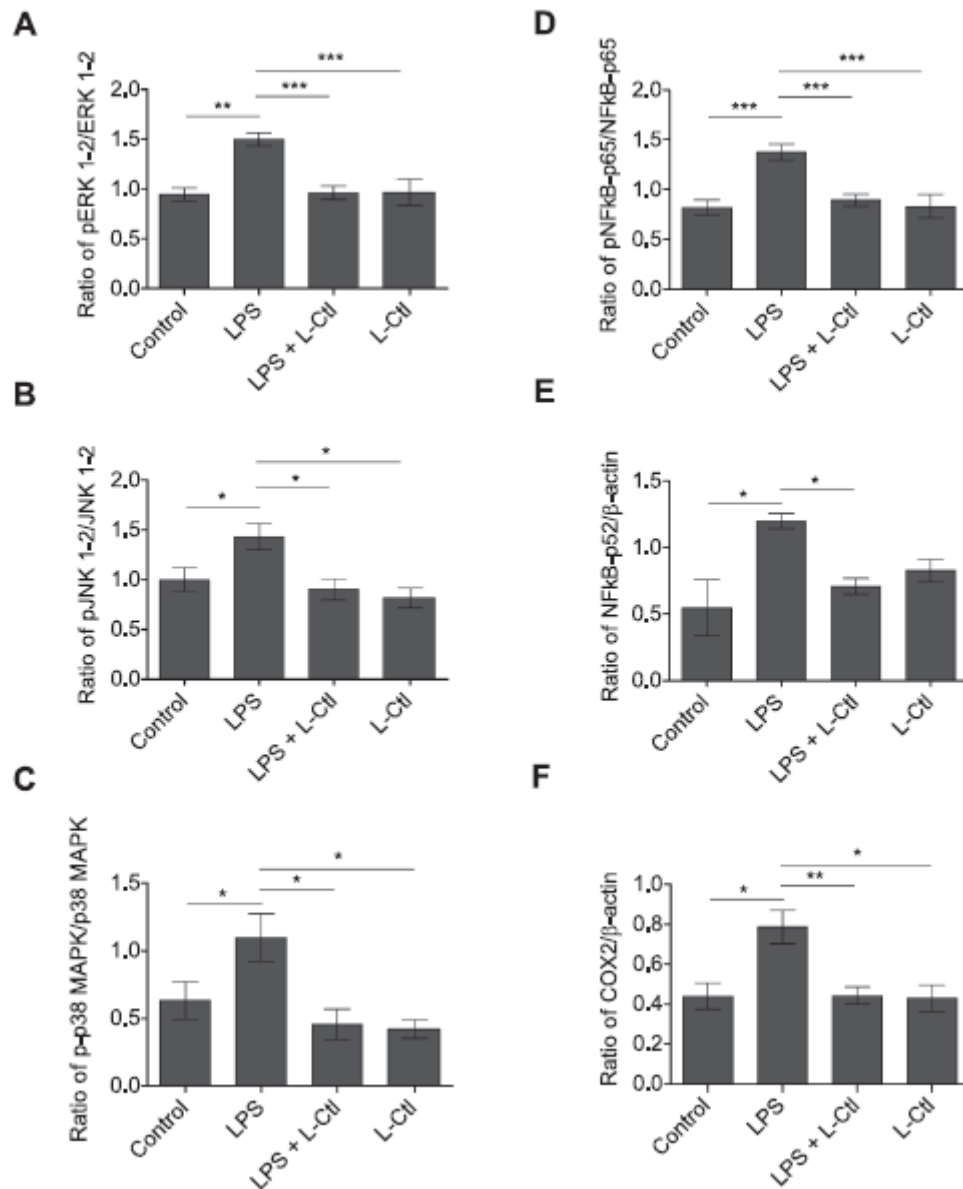 A
Ratio of pERK 1-2/ERK 1-2
2.0
1.5
1.0
0.5
0.0
**
***
***
Control
LPS
LPS + L-Ctl
L-Ctl
B
Ratio of pJNK 1-2/JNK 1-2
2.0
1.5
1.0
0.5
0.0
*
*
*
Control
LPS
LPS + L-Ctl
L-Ctl
C
Ratio of p-p38 MAPK/p38 MAPK
1.5
1.0
0.5
0.0
*
*
*
Control
LPS
LPS + L-Ctl
L-Ctl
D
Ratio of pNFkB-p65/NFkB-p65
2.0
1.5
1.0
0.5
0.0
***
***
***
Control
LPS
LPS + L-Ctl
L-Ctl
E
Ratio of NFkB-p52/β-actin
1.5
1.0
0.5
0.0
*
*
Control
LPS
LPS + L-Ctl
L-Ctl
F
Ratio of COX2/β-actin
1.0
0.8
0.6
0.4
0.2
0.0
*
**
*
Control
LPS
LPS + L-Ctl
L-Ctl